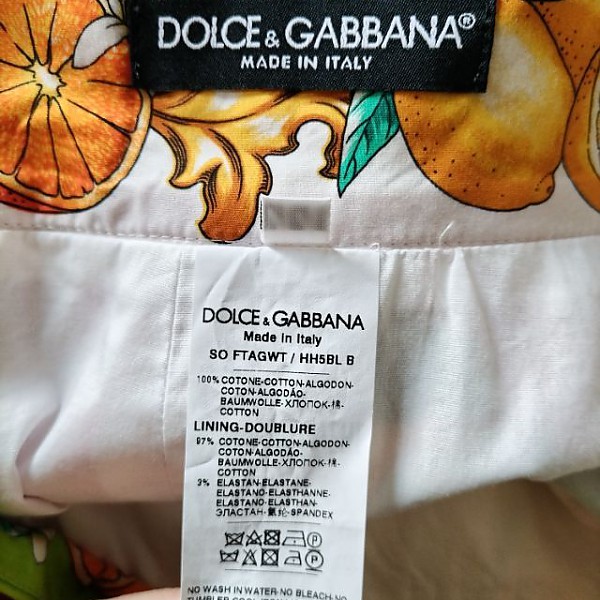 DOLCE & GABBANA®
MADE IN ITALY
DOLCE & GABBANA
Made in Italy
SO FTAGWT / HH5BL B
100% COTONE-COTTON-ALGODON-
COTON-ALGODÃO-
BAUMWOLLE-ХЛОПОК-棉-
COTTON
LINING-DOUBLURE
97% COTONE-COTTON-ALGODON-
COTON-ALGODÃO-
BAUMWOLLE-ХЛОПОК-棉-
COTTON
3% ELASTAN-ELASTANE-
ELASTANO-ELASTHANNE-
ELASTANO-ELASTHAN-
ЭЛАСТАН-氨纶-SPANDEX
NO WASH IN WATER-NO BLEACH-NO